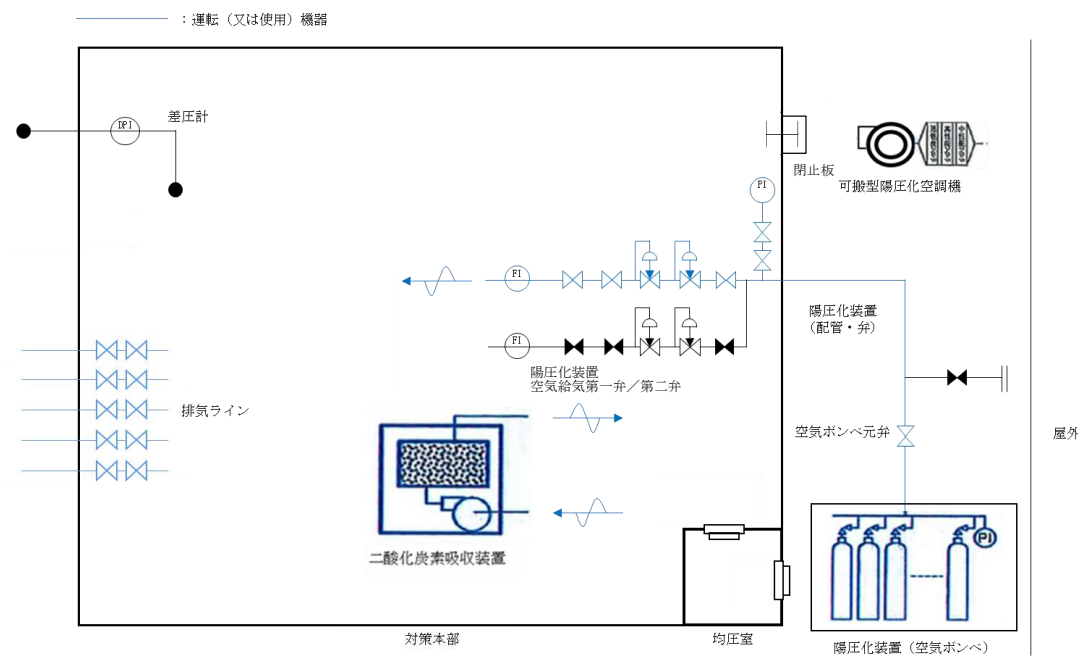 ：運転（又は使用）機器
差圧計
DPI
閉止板
可搬型陽圧化空調機
PI
FI
陽圧化装置
（配管・弁）
FI
陽圧化装置
空気給気第一弁／第二弁
排気ライン
空気ボンベ元弁
屋外
PI
二酸化炭素吸収装置
対策本部
均圧室
陽圧化装置（空気ボンベ）